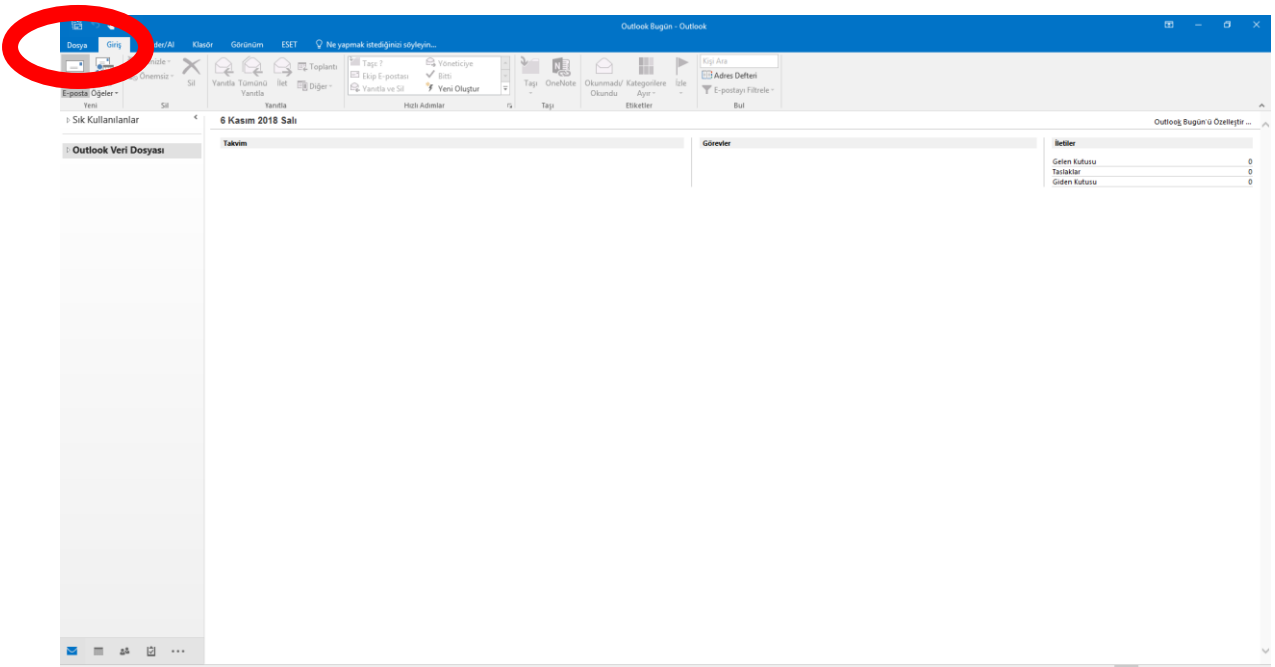 Outlook Bugün - Outlook
Dosya Giriş Klasör Görünüm ESET Ne yapmak istediğinizi söyleyin...
E-posta Öğeler
Yeni
Önemsiz
Sil
Sil
Yanıtla Tümünü Yanıtla İlet
Toplantı
Diğer
Yanıtla
Taşı ?
Ekip E-postası
Yanıtla ve Sil
Yöneticiye
Bitti
Yeni Oluştur
Hızlı Adımlar
Taşı OneNote
Taşı
Okunmadı/ Okundu Kategorilere Ayır İzle
Etiketler
Kişi Ara
Adres Defteri
E-postayı Filtrele
Bul
Sık Kullanılanlar
Outlook Veri Dosyası
6 Kasım 2018 Salı
Outlook Bugün'ü Özelleştir ...
Takvim
Görevler
İletiler
Gelen Kutusu 0
Taslaklar 0
Giden Kutusu 0